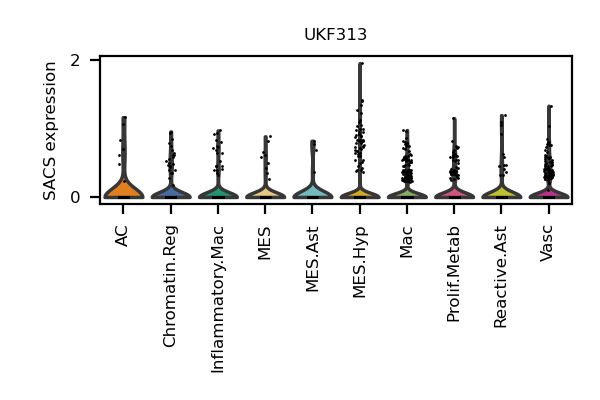 UKF313
SACS expression
2
0
AC
Chromatin.Reg
Inflammatory.Mac
MES
MES.Ast
MES.Hyp
Mac
Prolif.Metab
Reactive.Ast
Vasc